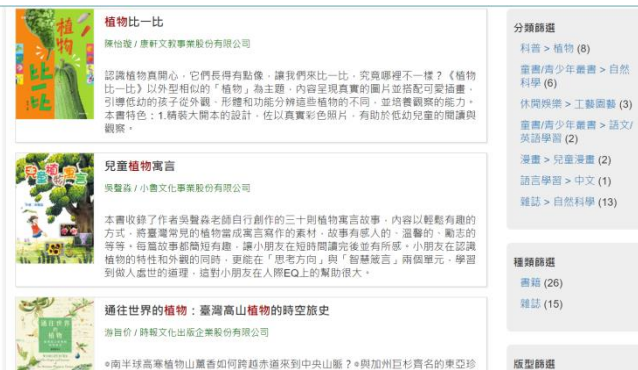 植物比一比
陳怡璇 / 康軒文教事業股份有限公司
認識植物真開心，它們長得有點像，讓我們來比一比，究竟哪裡不一樣？《植物
比一比》以外型相似的「植物」為主題，內容呈現真實的圖片並搭配可愛插畫，
引導低幼的孩子從外觀、形體和功能分辨這些植物的不同，並培養觀察的能力。
本書特色：1.精裝大開本的設計，佐以真實彩色照片，有助於低幼兒童的閱讀與
觀察。
兒童植物寓言
吳聲淼 / 小魯文化事業股份有限公司
本書收錄了作者吳聲淼老師自行創作的三十則植物寓言故事，內容以輕鬆有趣的
方式，將臺灣常見的植物當成寓言寫作的素材，故事有感人的、溫馨的、勵志的
等等。每篇故事都簡短有趣，讓小朋友在短時間讀完後並有所感。小朋友在認識
植物的特性和外觀的同時，更能在「思考方向」與「智慧箴言」兩個單元，學習
到做人處世的道理，這對小朋友在人際EQ上的幫助很大。
通往世界的植物：臺灣高山植物的時空旅史
游旨价 / 時報文化出版企業股份有限公司
◎南半球高寒植物山薰香如何跨越赤道來到中央山脈？◎與加州巨杉齊名的東亞珍
植物
比一比
兒童植物寓言
通往世界
的
植物
分類篩選
科普 > 植物 (8)
童書/青少年叢書 > 自然
科學 (6)
休閒娛樂 > 工藝園藝 (3)
童書/青少年叢書 > 語文/
英語學習 (2)
漫畫 > 兒童漫畫 (2)
語言學習 > 中文 (1)
雜誌 > 自然科學 (13)
種類篩選
書籍 (26)
雜誌 (15)
版型篩選